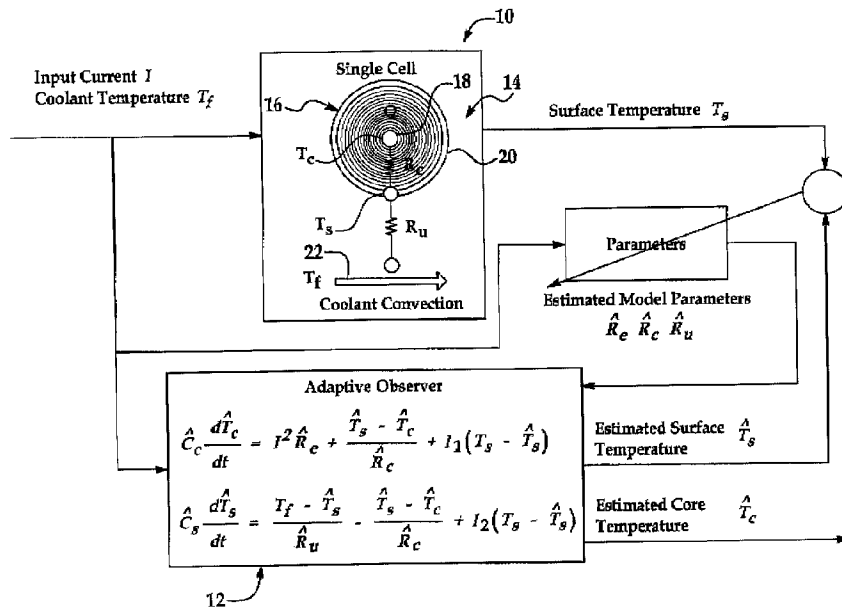 10
Input Current I
Coolant Temperature T_f
Single Cell
16
18
14
Q
T_c
R_c
20
Surface Temperature T_s
T_s
R_u
22
T_f
Coolant Convection
Parameters
Estimated Model Parameters
R̂_e R̂_c R̂_u
Adaptive Observer
Ĉ_c dT̂_c/dt = I² R̂_e + (T̂_s - T̂_c)/R̂_c + l_1(T_s - T̂_s)
Ĉ_s dT̂_s/dt = (T_f - T̂_s)/R̂_u - (T̂_s - T̂_c)/R̂_c + l_2(T_s - T̂_s)
Estimated Surface Temperature T̂_s
Estimated Core Temperature T̂_c
12